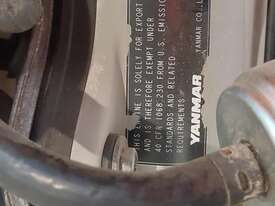 THIS ENGINE IS SOLELY FOR EXPORT
AND IS THEREFORE EXEMPT UNDER
40 CFR 1068.230 FROM U.S. EMISSION
STANDARDS AND RELATED
REQUIREMENTS.
YANMAR
YANMAR CO., L